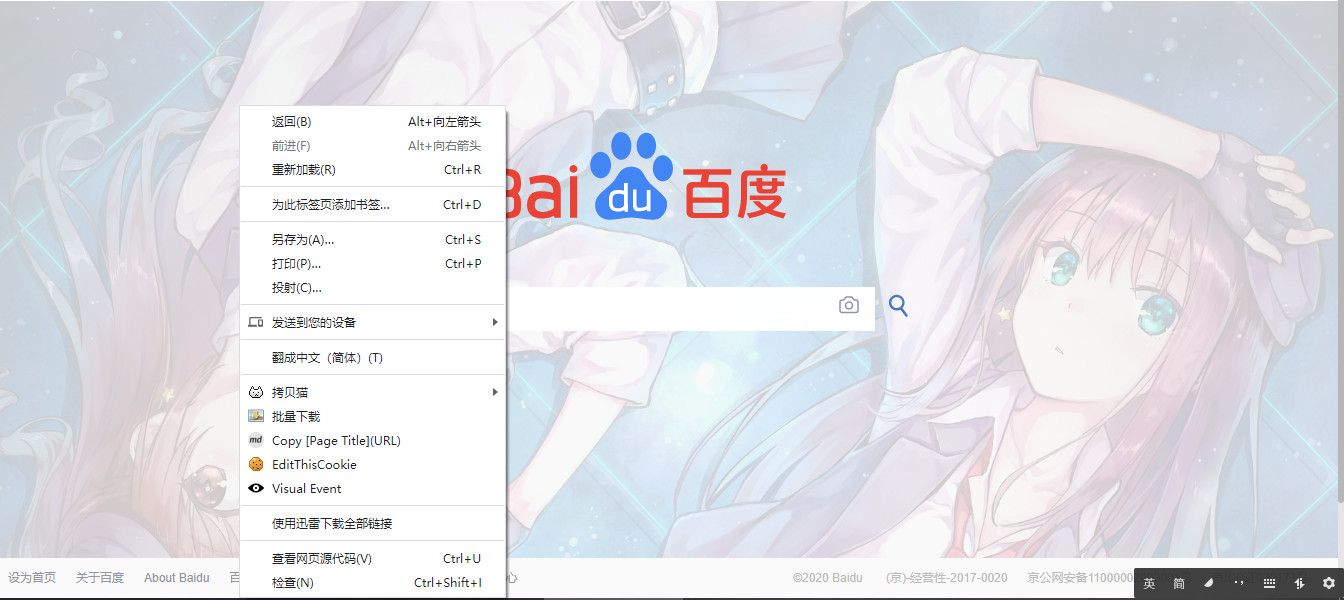 返回(B) Alt+向左箭头
前进(F) Alt+向右箭头
重新加载(R) Ctrl+R
为此标签页添加书签... Ctrl+D
另存为(A)... Ctrl+S
打印(P)... Ctrl+P
投射(C)...
发送到您的设备
翻成中文（简体）(T)
拷贝猫
批量下载
md Copy [Page Title](URL)
EditThisCookie
Visual Event
使用迅雷下载全部链接
查看网页源代码(V) Ctrl+U
检查(N) Ctrl+Shift+I
Bai du 百度
设为首页 关于百度 About Baidu 百 心 ©2020 Baidu (京)-经营性-2017-0020 京公网安备1100000
英 简